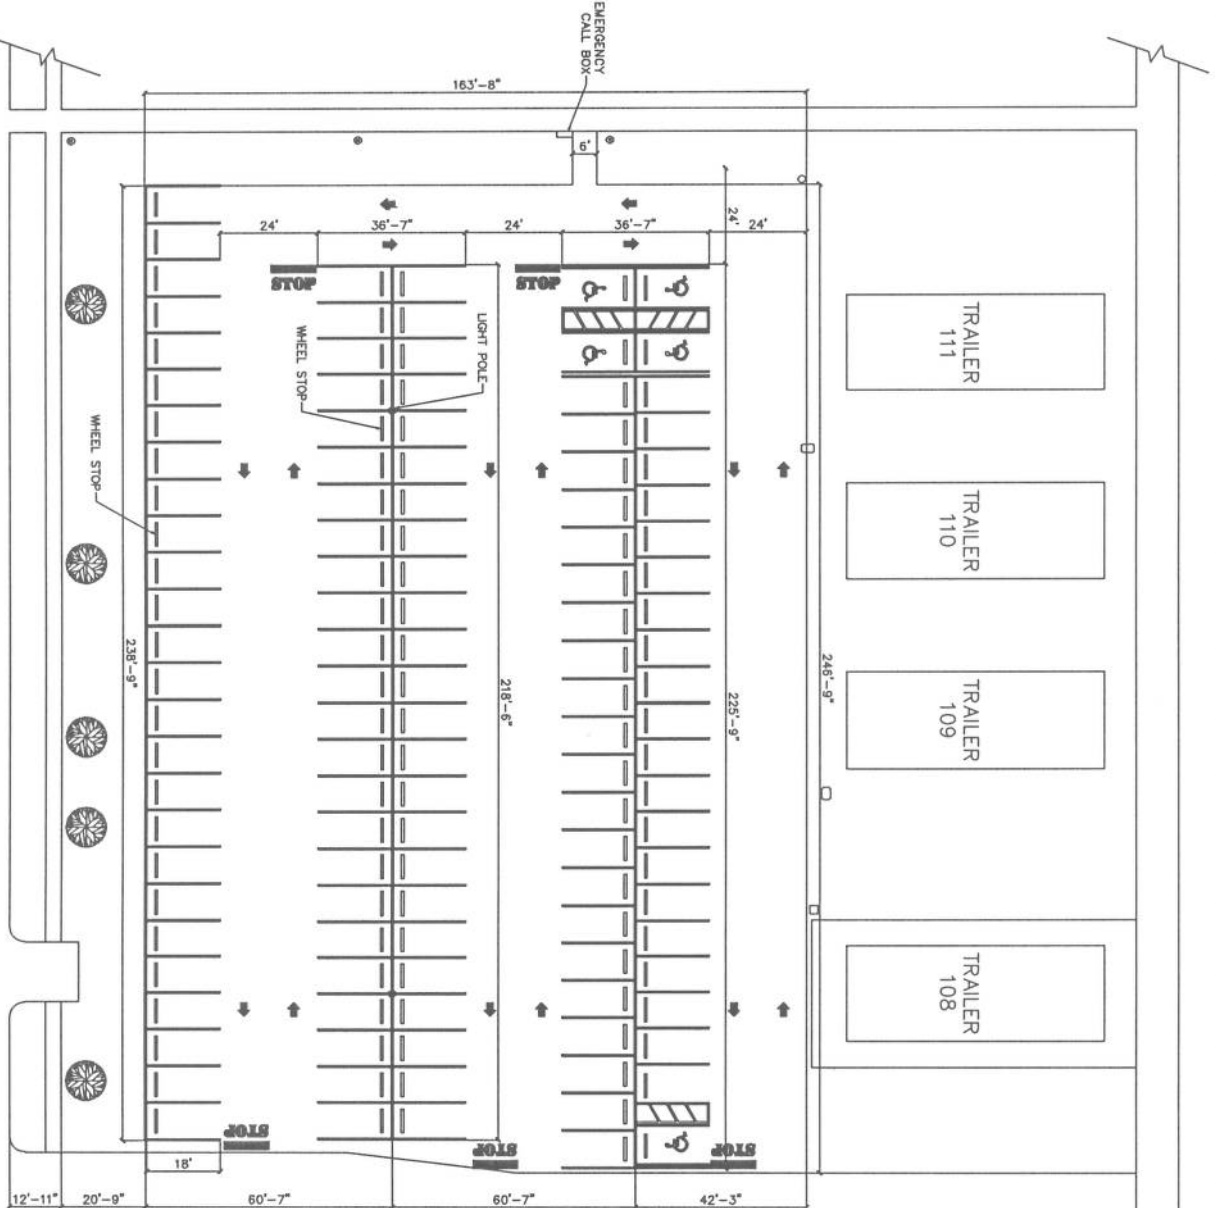 EMERGENCY
CALL BOX
163'-8"
6'
24'
36'-7"
24'
36'-7"
24'
24'
STOP
STOP
TRAILER
111
LIGHT POLE
WHEEL STOP
WHEEL STOP
TRAILER
110
238'-9"
218'-6"
225'-9"
246'-9"
TRAILER
109
TRAILER
108
STOP
STOP
STOP
18'
12'-11"
20'-9"
60'-7"
60'-7"
42'-3"